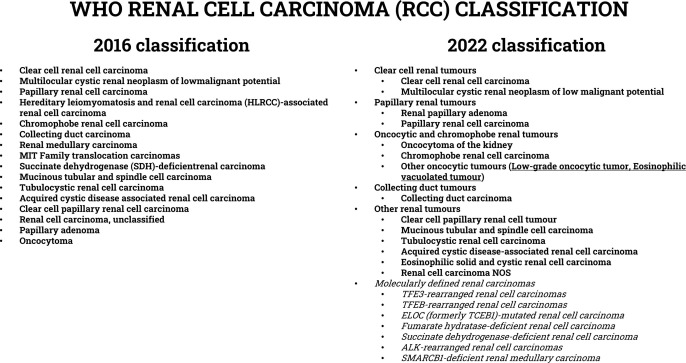 WHO RENAL CELL CARCINOMA (RCC) CLASSIFICATION
2016 classification
• Clear cell renal cell carcinoma
• Multilocular cystic renal neoplasm of lowmalignant potential
• Papillary renal cell carcinoma
• Hereditary leiomyomatosis and renal cell carcinoma (HLRCC)-associated
renal cell carcinoma
• Chromophobe renal cell carcinoma
• Collecting duct carcinoma
• Renal medullary carcinoma
• MIT Family translocation carcinomas
• Succinate dehydrogenase (SDH)-deficientrenal carcinoma
• Mucinous tubular and spindle cell carcinoma
• Tubulocystic renal cell carcinoma
• Acquired cystic disease associated renal cell carcinoma
• Clear cell papillary renal cell carcinoma
• Renal cell carcinoma, unclassified
• Papillary adenoma
• Oncocytoma
2022 classification
• Clear cell renal tumours
• Clear cell renal cell carcinoma
• Multilocular cystic renal neoplasm of low malignant potential
• Papillary renal tumours
• Renal papillary adenoma
• Papillary renal cell carcinoma
• Oncocytic and chromophobe renal tumours
• Oncocytoma of the kidney
• Chromophobe renal cell carcinoma
• Other oncocytic tumours (Low-grade oncocytic tumor, Eosinophilic
vacuolated tumour)
• Collecting duct tumours
• Collecting duct carcinoma
• Other renal tumours
• Clear cell papillary renal cell tumour
• Mucinous tubular and spindle cell carcinoma
• Tubulocystic renal cell carcinoma
• Acquired cystic disease-associated renal cell carcinoma
• Eosinophilic solid and cystic renal cell carcinoma
• Renal cell carcinoma NOS
• Molecularly defined renal carcinomas
• TFE3-rearranged renal cell carcinomas
• TFEB-rearranged renal cell carcinomas
• ELOC (formerly TCEB1)-mutated renal cell carcinoma
• Fumarate hydratase-deficient renal cell carcinoma
• Succinate dehydrogenase-deficient renal cell carcinoma
• ALK-rearranged renal cell carcinomas
• SMARCB1-deficient renal medullary carcinoma